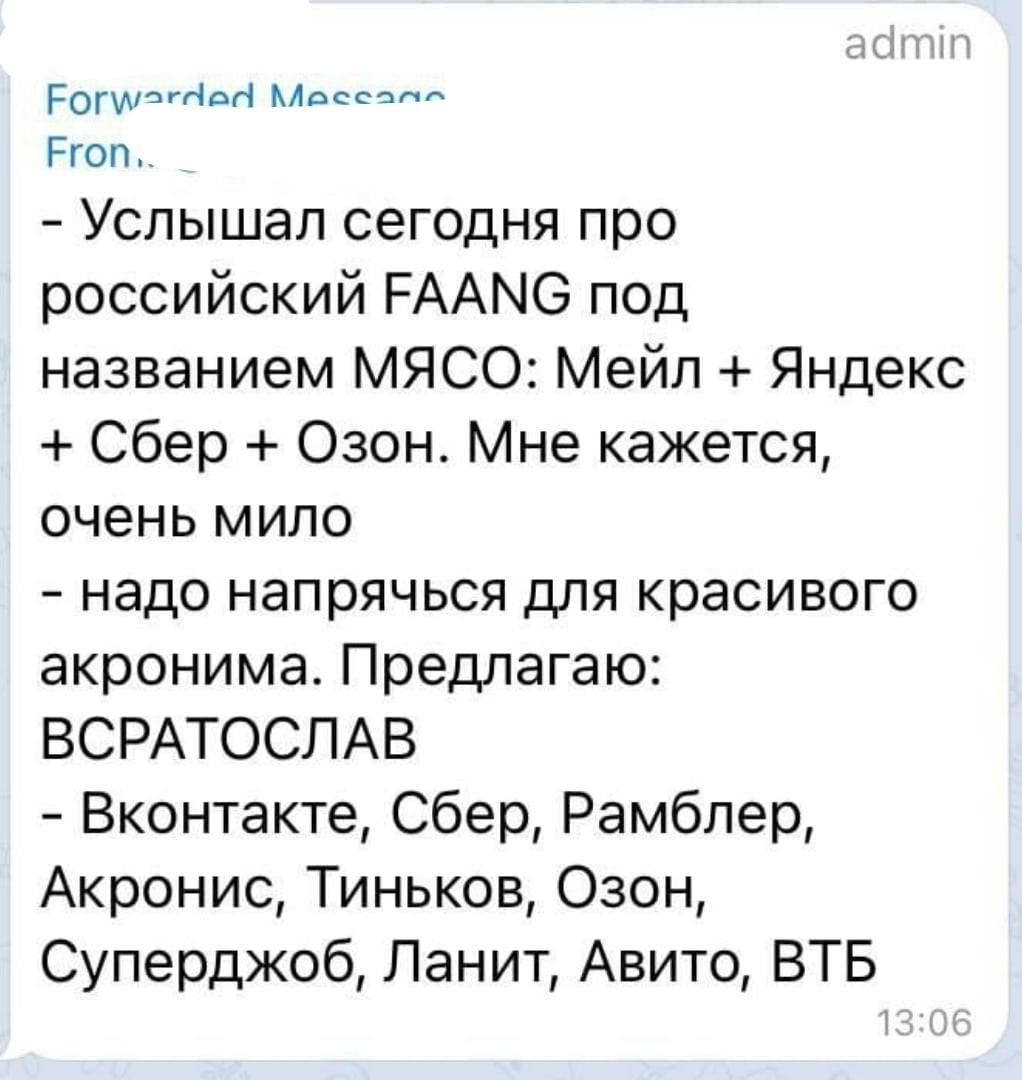 admin
Forwarded Message
From
- Услышал сегодня про
российский FAANG под
названием МЯСО: Мейл + Яндекс
+ Сбер + Озон. Мне кажется,
очень мило
- надо напрячься для красивого
акронима. Предлагаю:
ВСРАТОСЛАВ
- Вконтакте, Сбер, Рамблер,
Акронис, Тиньков, Озон,
Суперджоб, Ланит, Авито, ВТБ
13:06